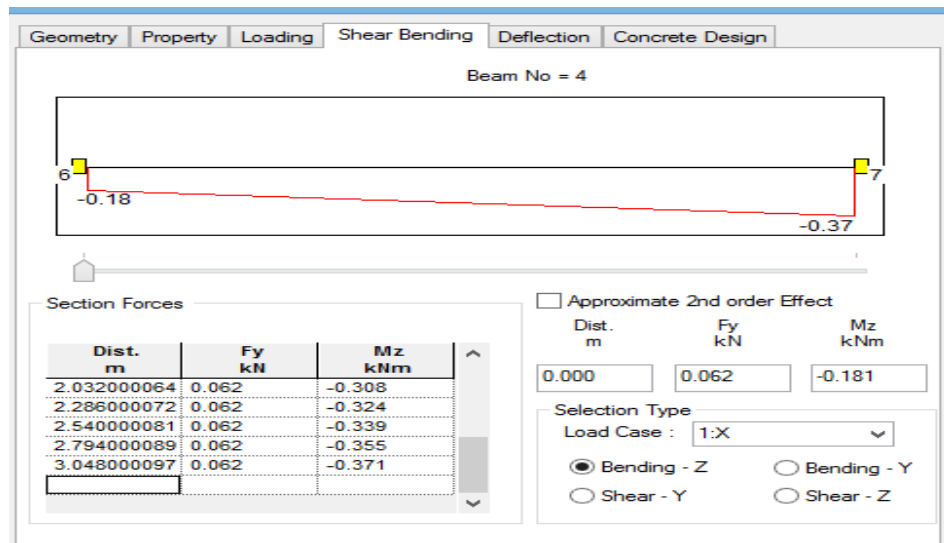 Geometry Property Loading Shear Bending Deflection Concrete Design
Beam No = 4
6 7
-0.18
-0.37
Section Forces
Dist. Fy Mz
m kN kNm
2.032000064 0.062 -0.308
2.286000072 0.062 -0.324
2.540000081 0.062 -0.339
2.794000089 0.062 -0.355
3.048000097 0.062 -0.371
Approximate 2nd order Effect
Dist. Fy Mz
m kN kNm
0.000 0.062 -0.181
Selection Type
Load Case : 1:X
Bending - Z Bending - Y
Shear - Y Shear - Z